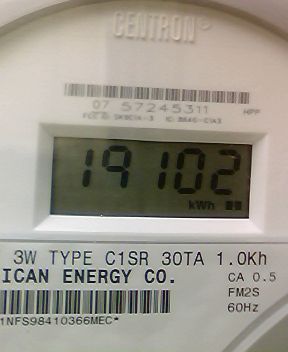 CENTRON®
07 57245311
HPP
19102
kWh
3W TYPE C1SR 30TA 1.0Kh
ICAN ENERGY CO.
CA 0.5
FM2S
60Hz
1NFS98410366MEC*